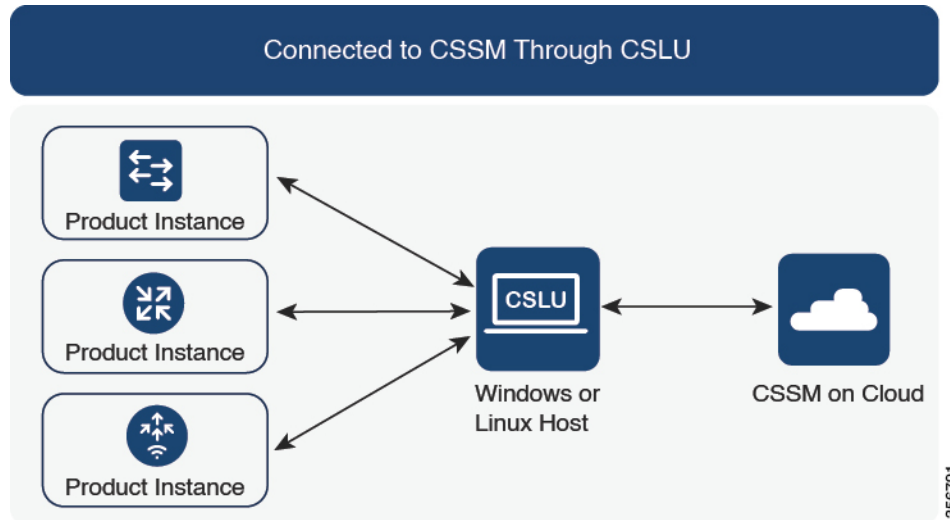 Connected to CSSM Through CSLU
Product Instance
Product Instance
Product Instance
CSLU
Windows or
Linux Host
CSSM on Cloud